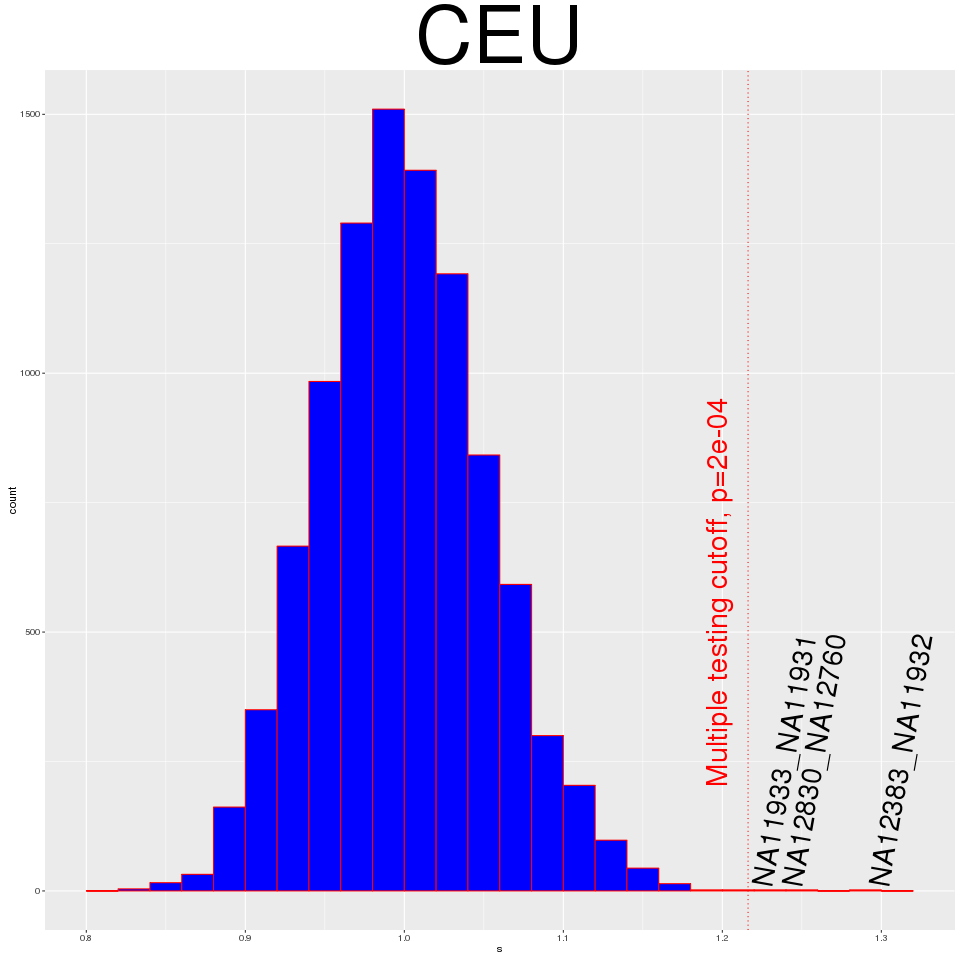 CEU
1500
1000
500
0
count
Multiple testing cutoff, p=2e-04
NA11933_NA11931
NA12830_NA12760
NA12383_NA11932
0.8
0.9
1.0
1.1
1.2
1.3
s